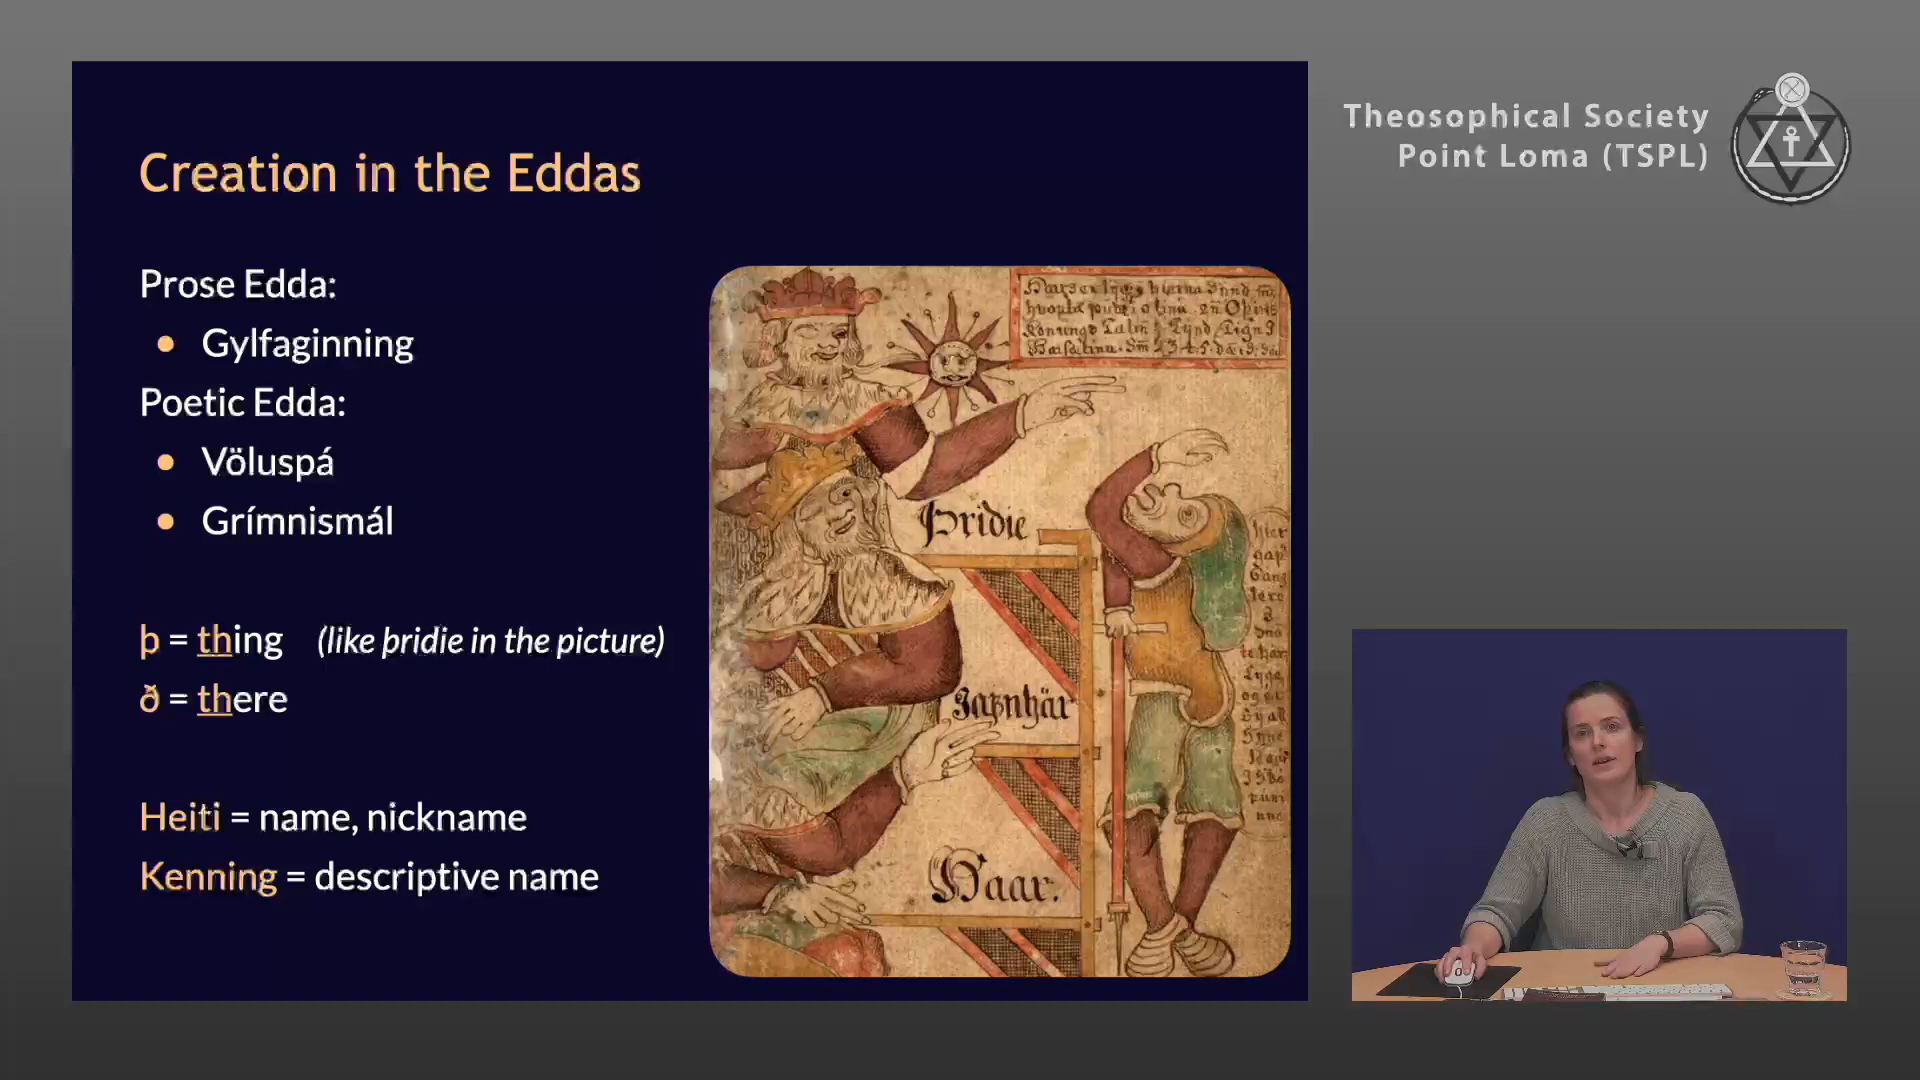 Theosophical Society
Point Loma (TSPL)
Creation in the Eddas
Prose Edda:
• Gylfaginning
Poetic Edda:
• Völuspá
• Grímnismál
þ = thing (like þridie in the picture)
ð = there
Heiti = name, nickname
Kenning = descriptive name
Þridie
Jafnhär
Haar.